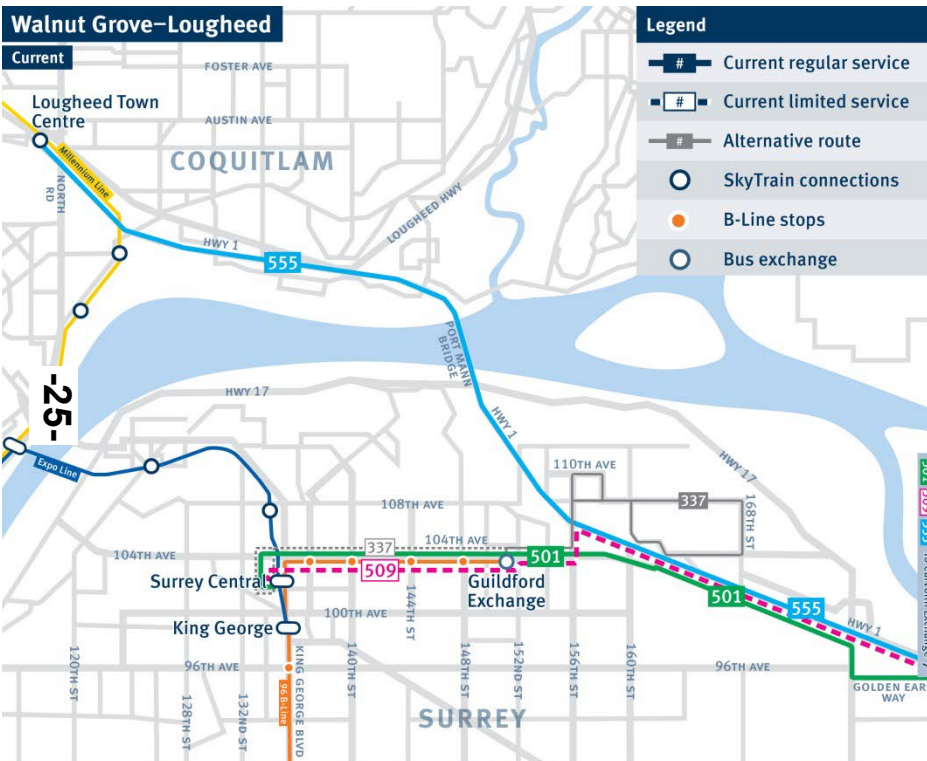 Walnut Grove–Lougheed
Current
Legend
# Current regular service
# Current limited service
# Alternative route
SkyTrain connections
B-Line stops
Bus exchange
FOSTER AVE
Lougheed Town
Centre
AUSTIN AVE
COQUITLAM
Millennium Line
NORTH
RD
LOUGHEED HWY
HWY 1
555
PORT MANN
BRIDGE
-25-
HWY 17
HWY 1
HWY 17
Expo Line
110TH AVE
108TH AVE
337
168TH ST
104TH AVE
337
104TH AVE
501
509
Surrey Central
Guildford
Exchange
501
555
HWY 1
100TH AVE
144TH ST
King George
120TH ST
96TH AVE
128TH ST
132ND ST
KING GEORGE BLVD
96 B-Line
140TH ST
148TH ST
152ND ST
156TH ST
160TH ST
96TH AVE
GOLDEN EAR
WAY
SURREY
501
509
555